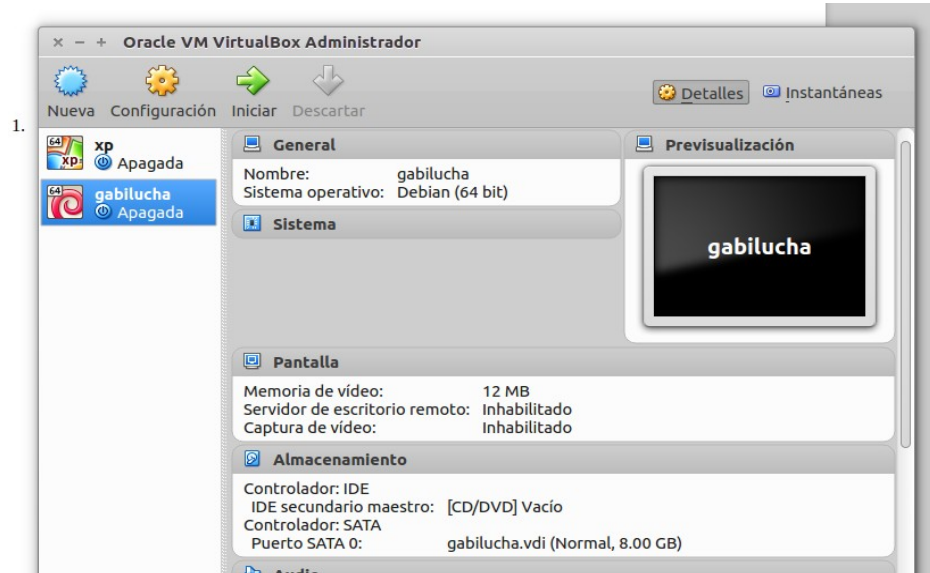 × − + Oracle VM VirtualBox Administrador
Nueva Configuración Iniciar Descartar
Detalles Instantáneas
1.
64 xp xp
Apagada
64 gabilucha
Apagada
General
Nombre: gabilucha
Sistema operativo: Debian (64 bit)
Sistema
Previsualización
gabilucha
Pantalla
Memoria de vídeo: 12 MB
Servidor de escritorio remoto: Inhabilitado
Captura de vídeo: Inhabilitado
Almacenamiento
Controlador: IDE
IDE secundario maestro: [CD/DVD] Vacío
Controlador: SATA
Puerto SATA 0: gabilucha.vdi (Normal, 8.00 GB)